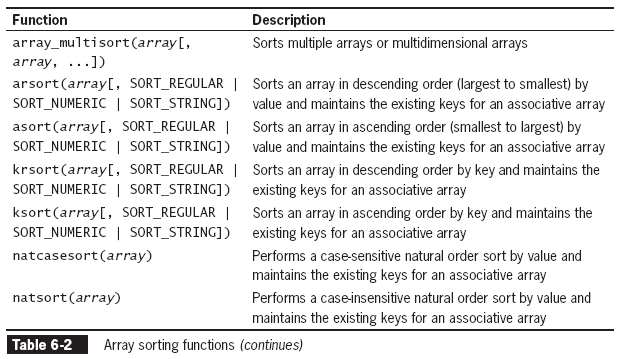 Function Description
array_multisort(array[, Sorts multiple arrays or multidimensional arrays
array, ...])
arsort(array[, SORT_REGULAR | Sorts an array in descending order (largest to smallest) by
SORT_NUMERIC | SORT_STRING]) value and maintains the existing keys for an associative array
asort(array[, SORT_REGULAR | Sorts an array in ascending order (smallest to largest) by
SORT_NUMERIC | SORT_STRING]) value and maintains the existing keys for an associative array
krsort(array[, SORT_REGULAR | Sorts an array in descending order by key and maintains the
SORT_NUMERIC | SORT_STRING]) existing keys for an associative array
ksort(array[, SORT_REGULAR | Sorts an array in ascending order by key and maintains the
SORT_NUMERIC | SORT_STRING]) existing keys for an associative array
natcasesort(array) Performs a case-sensitive natural order sort by value and
maintains the existing keys for an associative array
natsort(array) Performs a case-insensitive natural order sort by value and
maintains the existing keys for an associative array
Table 6-2 Array sorting functions (continues)